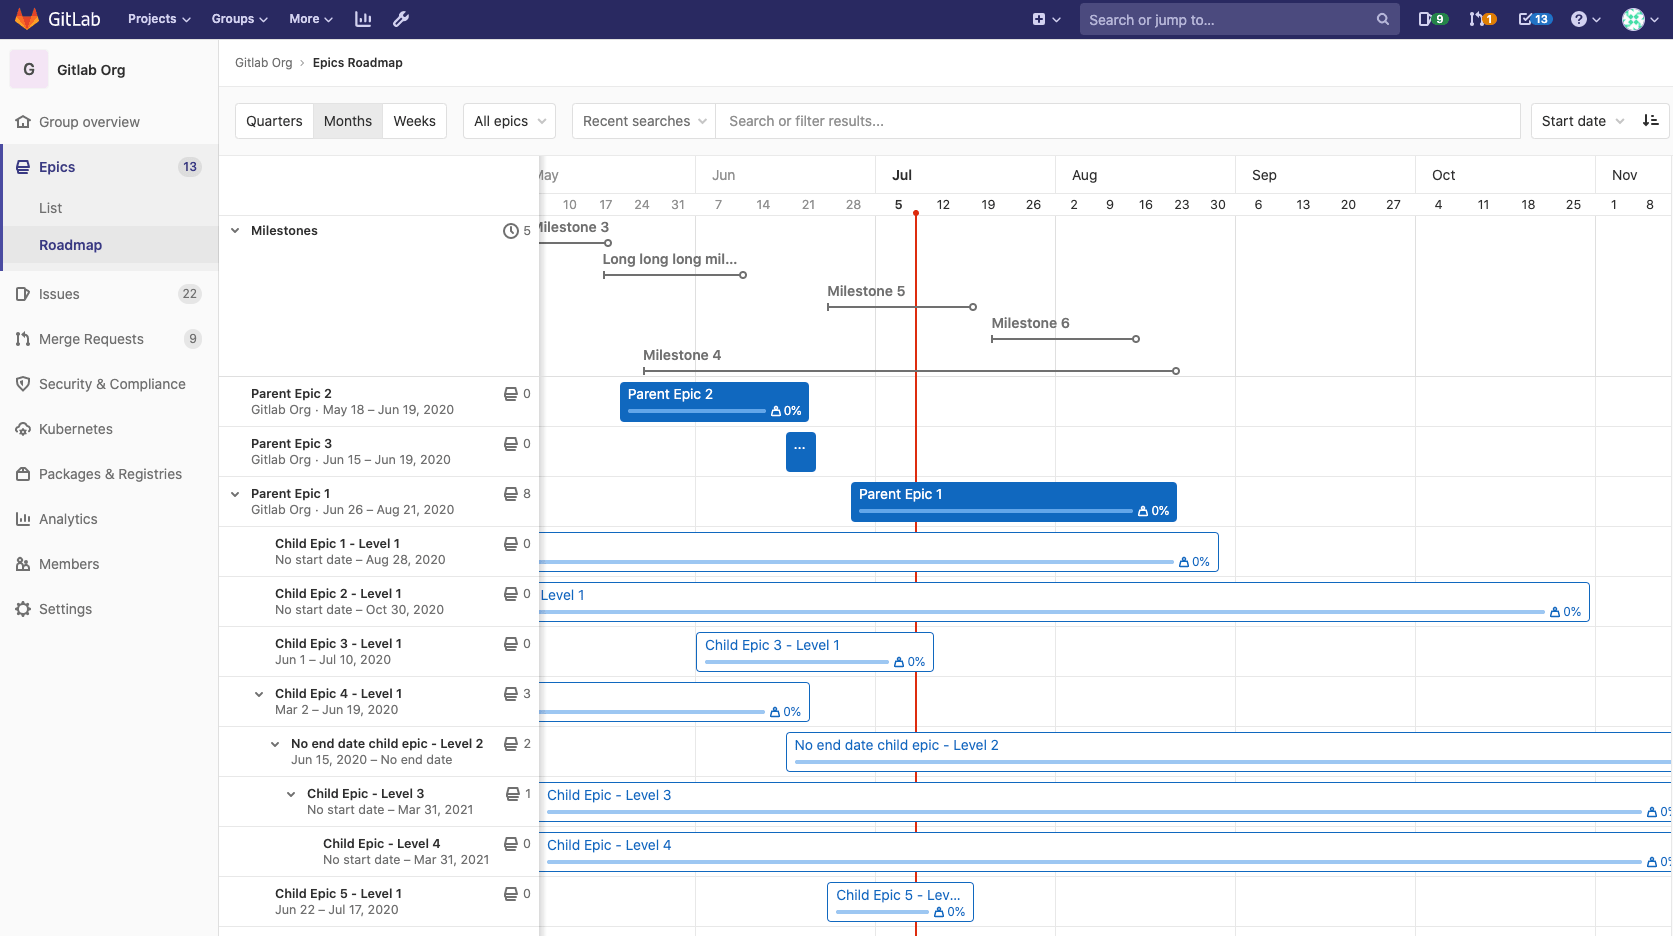 GitLab
Projects
Groups
More
Search or jump to...
9
1
13
G
Gitlab Org
Group overview
Epics
13
List
Roadmap
Issues
22
Merge Requests
9
Security & Compliance
Kubernetes
Packages & Registries
Analytics
Members
Settings
Gitlab Org › Epics Roadmap
Quarters
Months
Weeks
All epics
Recent searches
Search or filter results...
Start date
May
Jun
Jul
Aug
Sep
Oct
Nov
10 17 24 31 7 14 21 28 5 12 19 26 2 9 16 23 30 6 13 20 27 4 11 18 25 1 8
Milestones
5
Milestone 3
Long long long mil...
Milestone 5
Milestone 6
Milestone 4
Parent Epic 2
0
Gitlab Org · May 18 – Jun 19, 2020
Parent Epic 2
0%
Parent Epic 3
0
Gitlab Org · Jun 15 – Jun 19, 2020
...
Parent Epic 1
8
Gitlab Org · Jun 26 – Aug 21, 2020
Parent Epic 1
0%
Child Epic 1 - Level 1
0
No start date – Aug 28, 2020
0%
Child Epic 2 - Level 1
0
No start date – Oct 30, 2020
Level 1
0%
Child Epic 3 - Level 1
0
Jun 1 – Jul 10, 2020
Child Epic 3 - Level 1
0%
Child Epic 4 - Level 1
3
Mar 2 – Jun 19, 2020
0%
No end date child epic - Level 2
2
Jun 15, 2020 – No end date
No end date child epic - Level 2
Child Epic - Level 3
1
No start date – Mar 31, 2021
Child Epic - Level 3
0%
Child Epic - Level 4
0
No start date – Mar 31, 2021
Child Epic - Level 4
0%
Child Epic 5 - Level 1
0
Jun 22 – Jul 17, 2020
Child Epic 5 - Lev...
0%